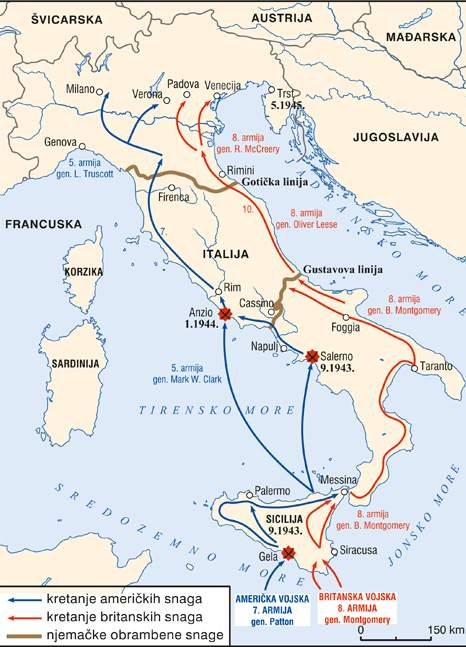 ŠVICARSKA
AUSTRIJA
MAĐARSKA
Milano
Verona
Padova
Venecija
Trst
5.1945.
JUGOSLAVIJA
Genova
8. armija
gen. R. McCreery
5. armija
gen. L. Truscott
Rimini
Gotička linija
Firenca
JADRANSKO MORE
FRANCUSKA
7.
10.
8. armija
gen. Oliver Leese
ITALIJA
KORZIKA
Gustavova linija
Rim
Cassino
Anzio
1.1944.
8. armija
gen. B. Montgomery
Foggia
Napulj
Salerno
9.1943.
Taranto
SARDINIJA
5. armija
gen. Mark W. Clark
TIRENSKO MORE
Messina
Palermo
SICILIJA
9.1943.
8. armija
gen. B. Montgomery
JONSKO MORE
SREDOZEMNO MORE
Gela
Siracusa
AMERIČKA VOJSKA
7. ARMIJA
gen. Patton
BRITANSKA VOJSKA
8. ARMIJA
gen. Montgomery
kretanje američkih snaga
kretanje britanskih snaga
njemačke obrambene snage
0 150 km